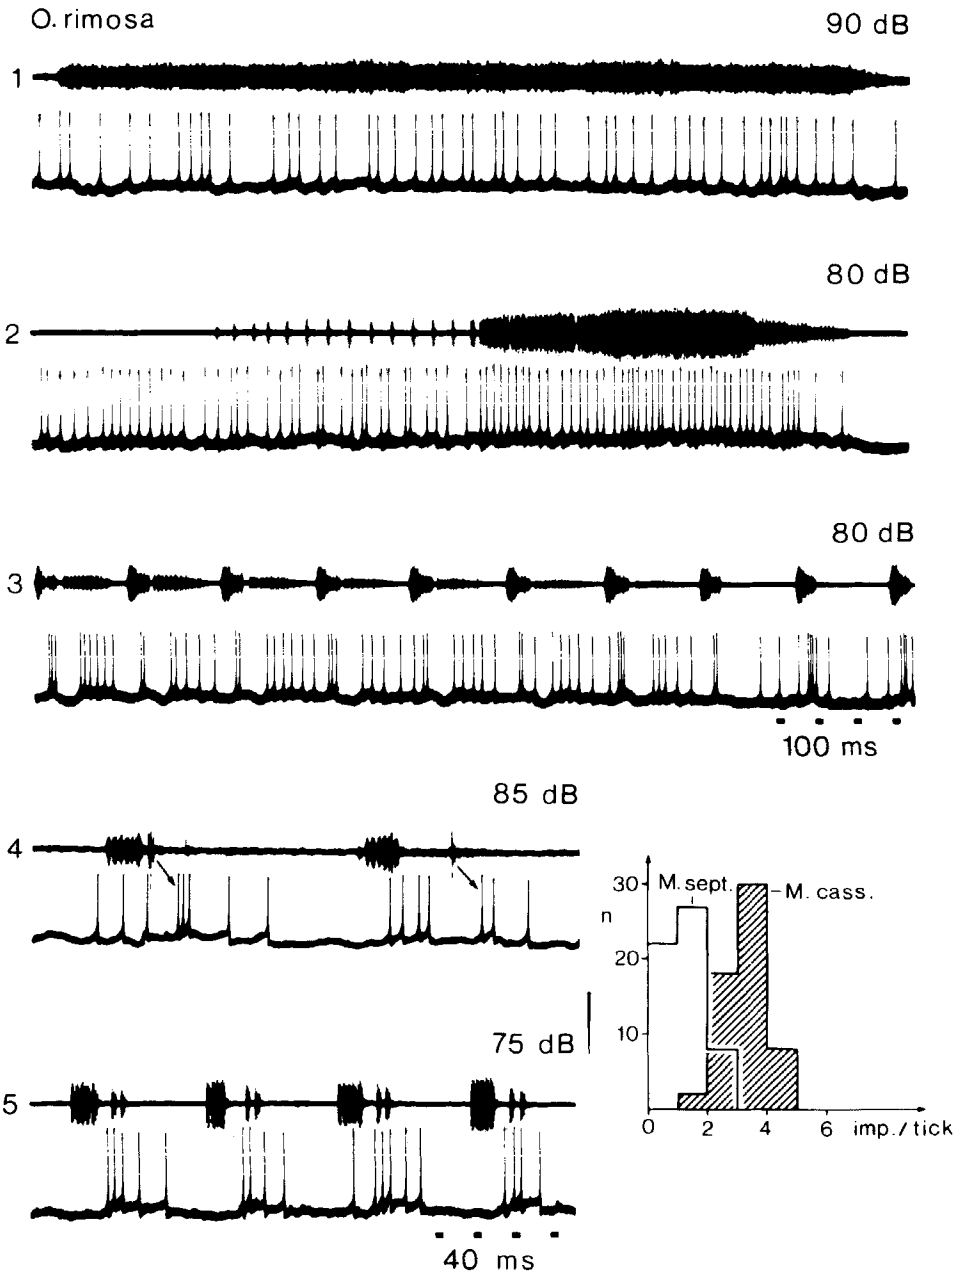 O. rimosa
90 dB
1
80 dB
2
80 dB
3
100 ms
85 dB
4
30
M. sept.
M. cass.
n
20
10
0 2 4 6 imp./tick
75 dB
5
40 ms